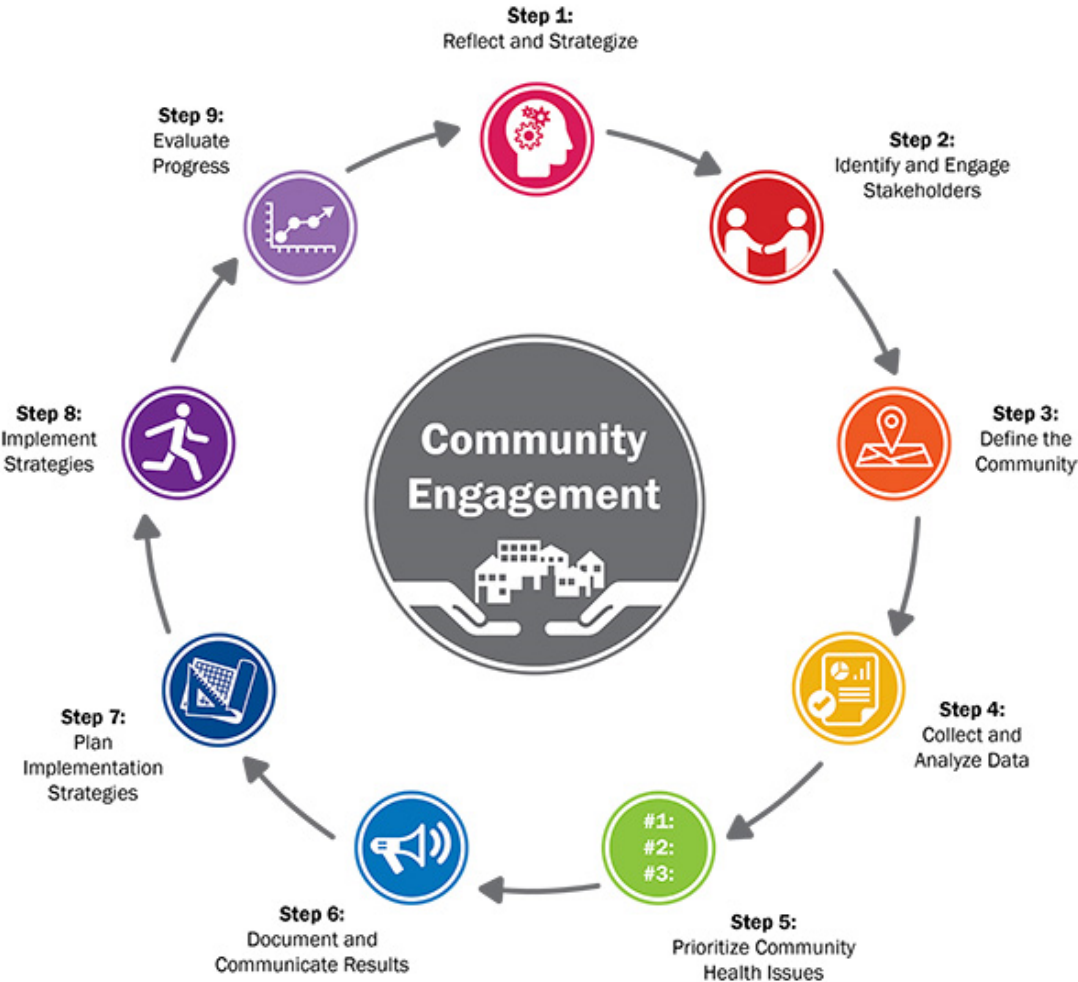 Step 1:
Reflect and Strategize
Step 2:
Identify and Engage
Stakeholders
Step 3:
Define the
Community
Step 4:
Collect and
Analyze Data
#1:
#2:
#3:
Step 5:
Prioritize Community
Health Issues
Step 6:
Document and
Communicate Results
Step 7:
Plan
Implementation
Strategies
Step 8:
Implement
Strategies
Step 9:
Evaluate
Progress
Community
Engagement